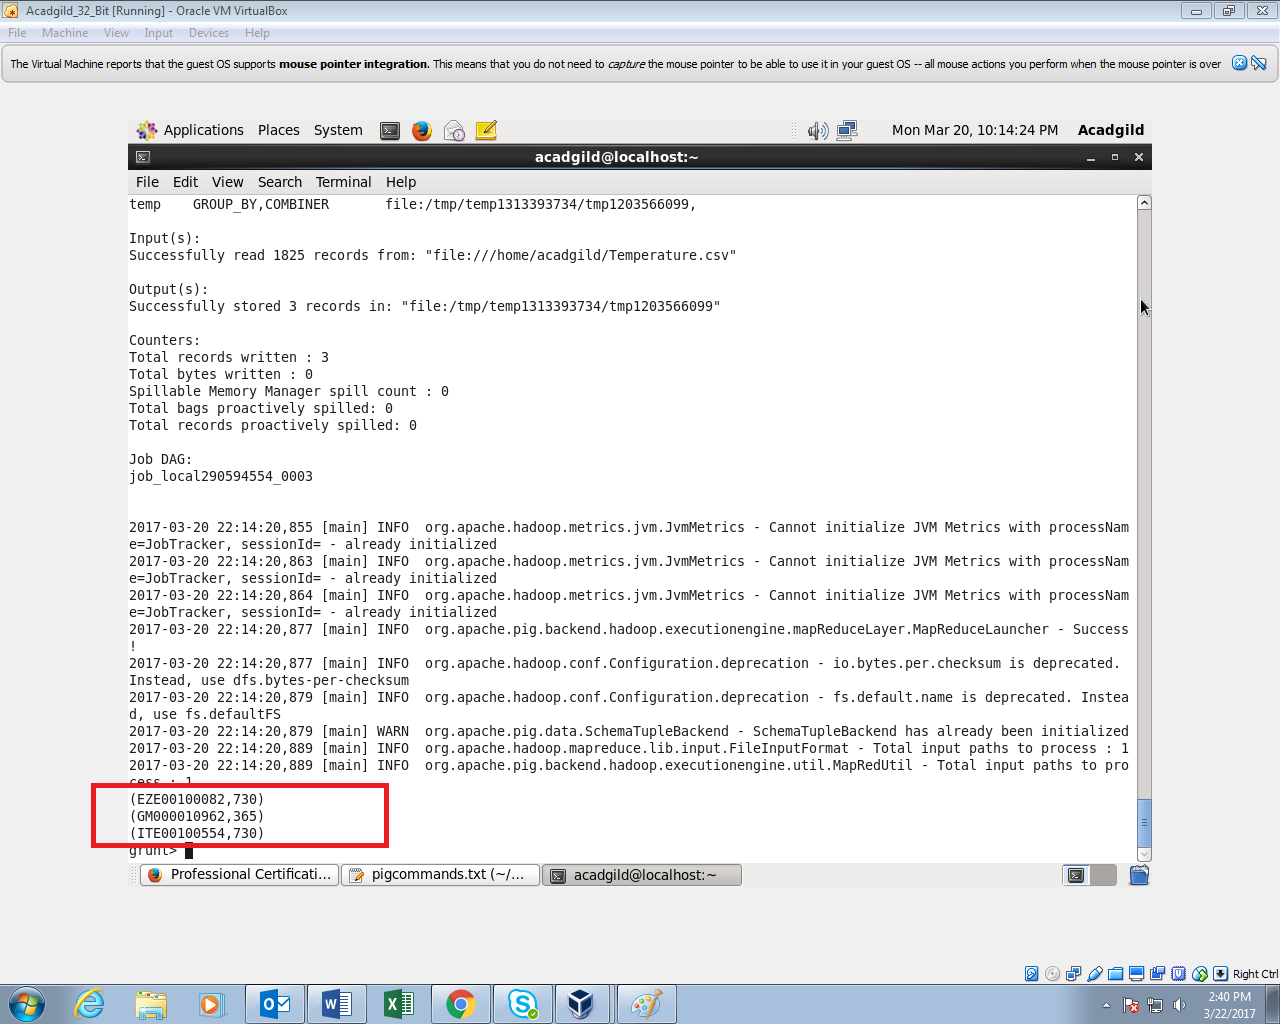 Acadgild_32_Bit [Running] - Oracle VM VirtualBox
File Machine View Input Devices Help
The Virtual Machine reports that the guest OS supports mouse pointer integration. This means that you do not need to capture the mouse pointer to be able to use it in your guest OS -- all mouse actions you perform when the mouse pointer is over
Applications Places System Mon Mar 20, 10:14:24 PM Acadgild
acadgild@localhost:~
File Edit View Search Terminal Help
temp    GROUP_BY,COMBINER       file:/tmp/temp1313393734/tmp1203566099,
Input(s):
Successfully read 1825 records from: "file:///home/acadgild/Temperature.csv"
Output(s):
Successfully stored 3 records in: "file:/tmp/temp1313393734/tmp1203566099"
Counters:
Total records written : 3
Total bytes written : 0
Spillable Memory Manager spill count : 0
Total bags proactively spilled: 0
Total records proactively spilled: 0
Job DAG:
job_local290594554_0003
2017-03-20 22:14:20,855 [main] INFO  org.apache.hadoop.metrics.jvm.JvmMetrics - Cannot initialize JVM Metrics with processNam
e=JobTracker, sessionId= - already initialized
2017-03-20 22:14:20,863 [main] INFO  org.apache.hadoop.metrics.jvm.JvmMetrics - Cannot initialize JVM Metrics with processNam
e=JobTracker, sessionId= - already initialized
2017-03-20 22:14:20,864 [main] INFO  org.apache.hadoop.metrics.jvm.JvmMetrics - Cannot initialize JVM Metrics with processNam
e=JobTracker, sessionId= - already initialized
2017-03-20 22:14:20,877 [main] INFO  org.apache.pig.backend.hadoop.executionengine.mapReduceLayer.MapReduceLauncher - Success
!
2017-03-20 22:14:20,877 [main] INFO  org.apache.hadoop.conf.Configuration.deprecation - io.bytes.per.checksum is deprecated.
Instead, use dfs.bytes-per-checksum
2017-03-20 22:14:20,879 [main] INFO  org.apache.hadoop.conf.Configuration.deprecation - fs.default.name is deprecated. Instea
d, use fs.defaultFS
2017-03-20 22:14:20,879 [main] WARN  org.apache.pig.data.SchemaTupleBackend - SchemaTupleBackend has already been initialized
2017-03-20 22:14:20,889 [main] INFO  org.apache.hadoop.mapreduce.lib.input.FileInputFormat - Total input paths to process : 1
2017-03-20 22:14:20,889 [main] INFO  org.apache.pig.backend.hadoop.executionengine.util.MapRedUtil - Total input paths to pro
cess : 1
(EZE00100082,730)
(GM000010962,365)
(ITE00100554,730)
grunt>
Professional Certificati... pigcommands.txt (~/... acadgild@localhost:~
Right Ctrl
2:40 PM
3/22/2017